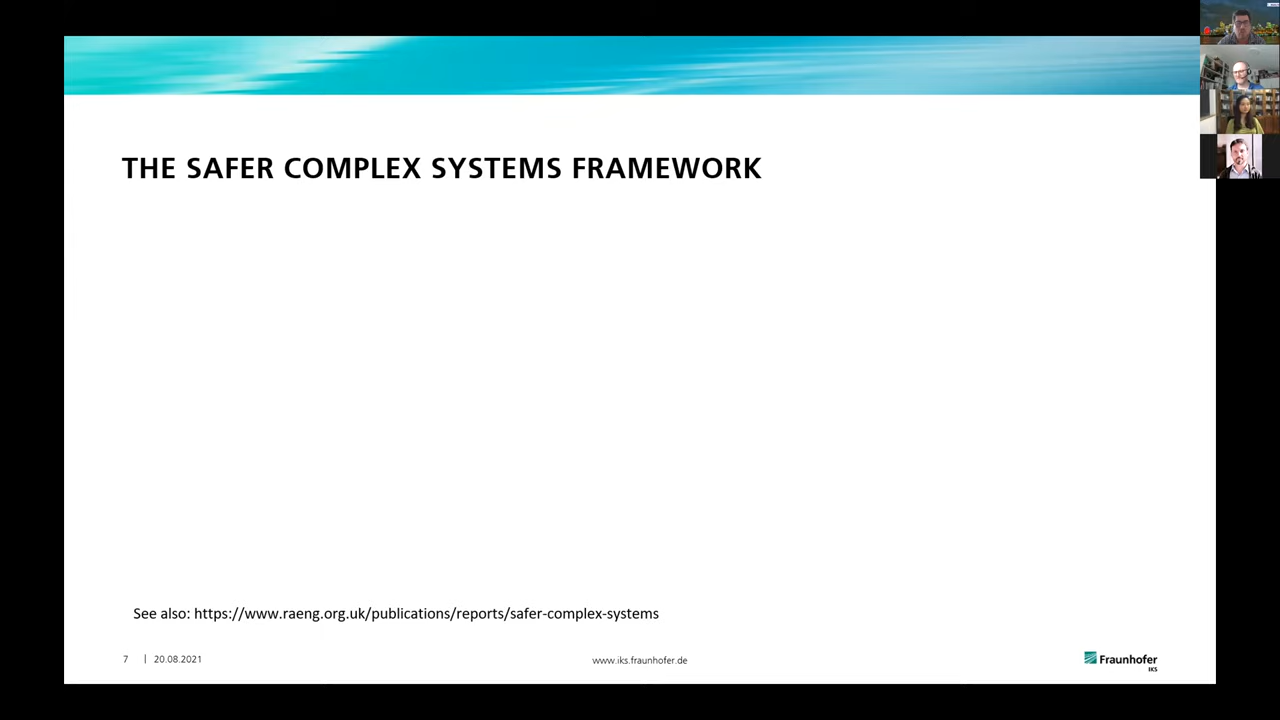 THE SAFER COMPLEX SYSTEMS FRAMEWORK
See also: https://www.raeng.org.uk/publications/reports/safer-complex-systems
7 | 20.08.2021
www.iks.fraunhofer.de
Fraunhofer
IKS